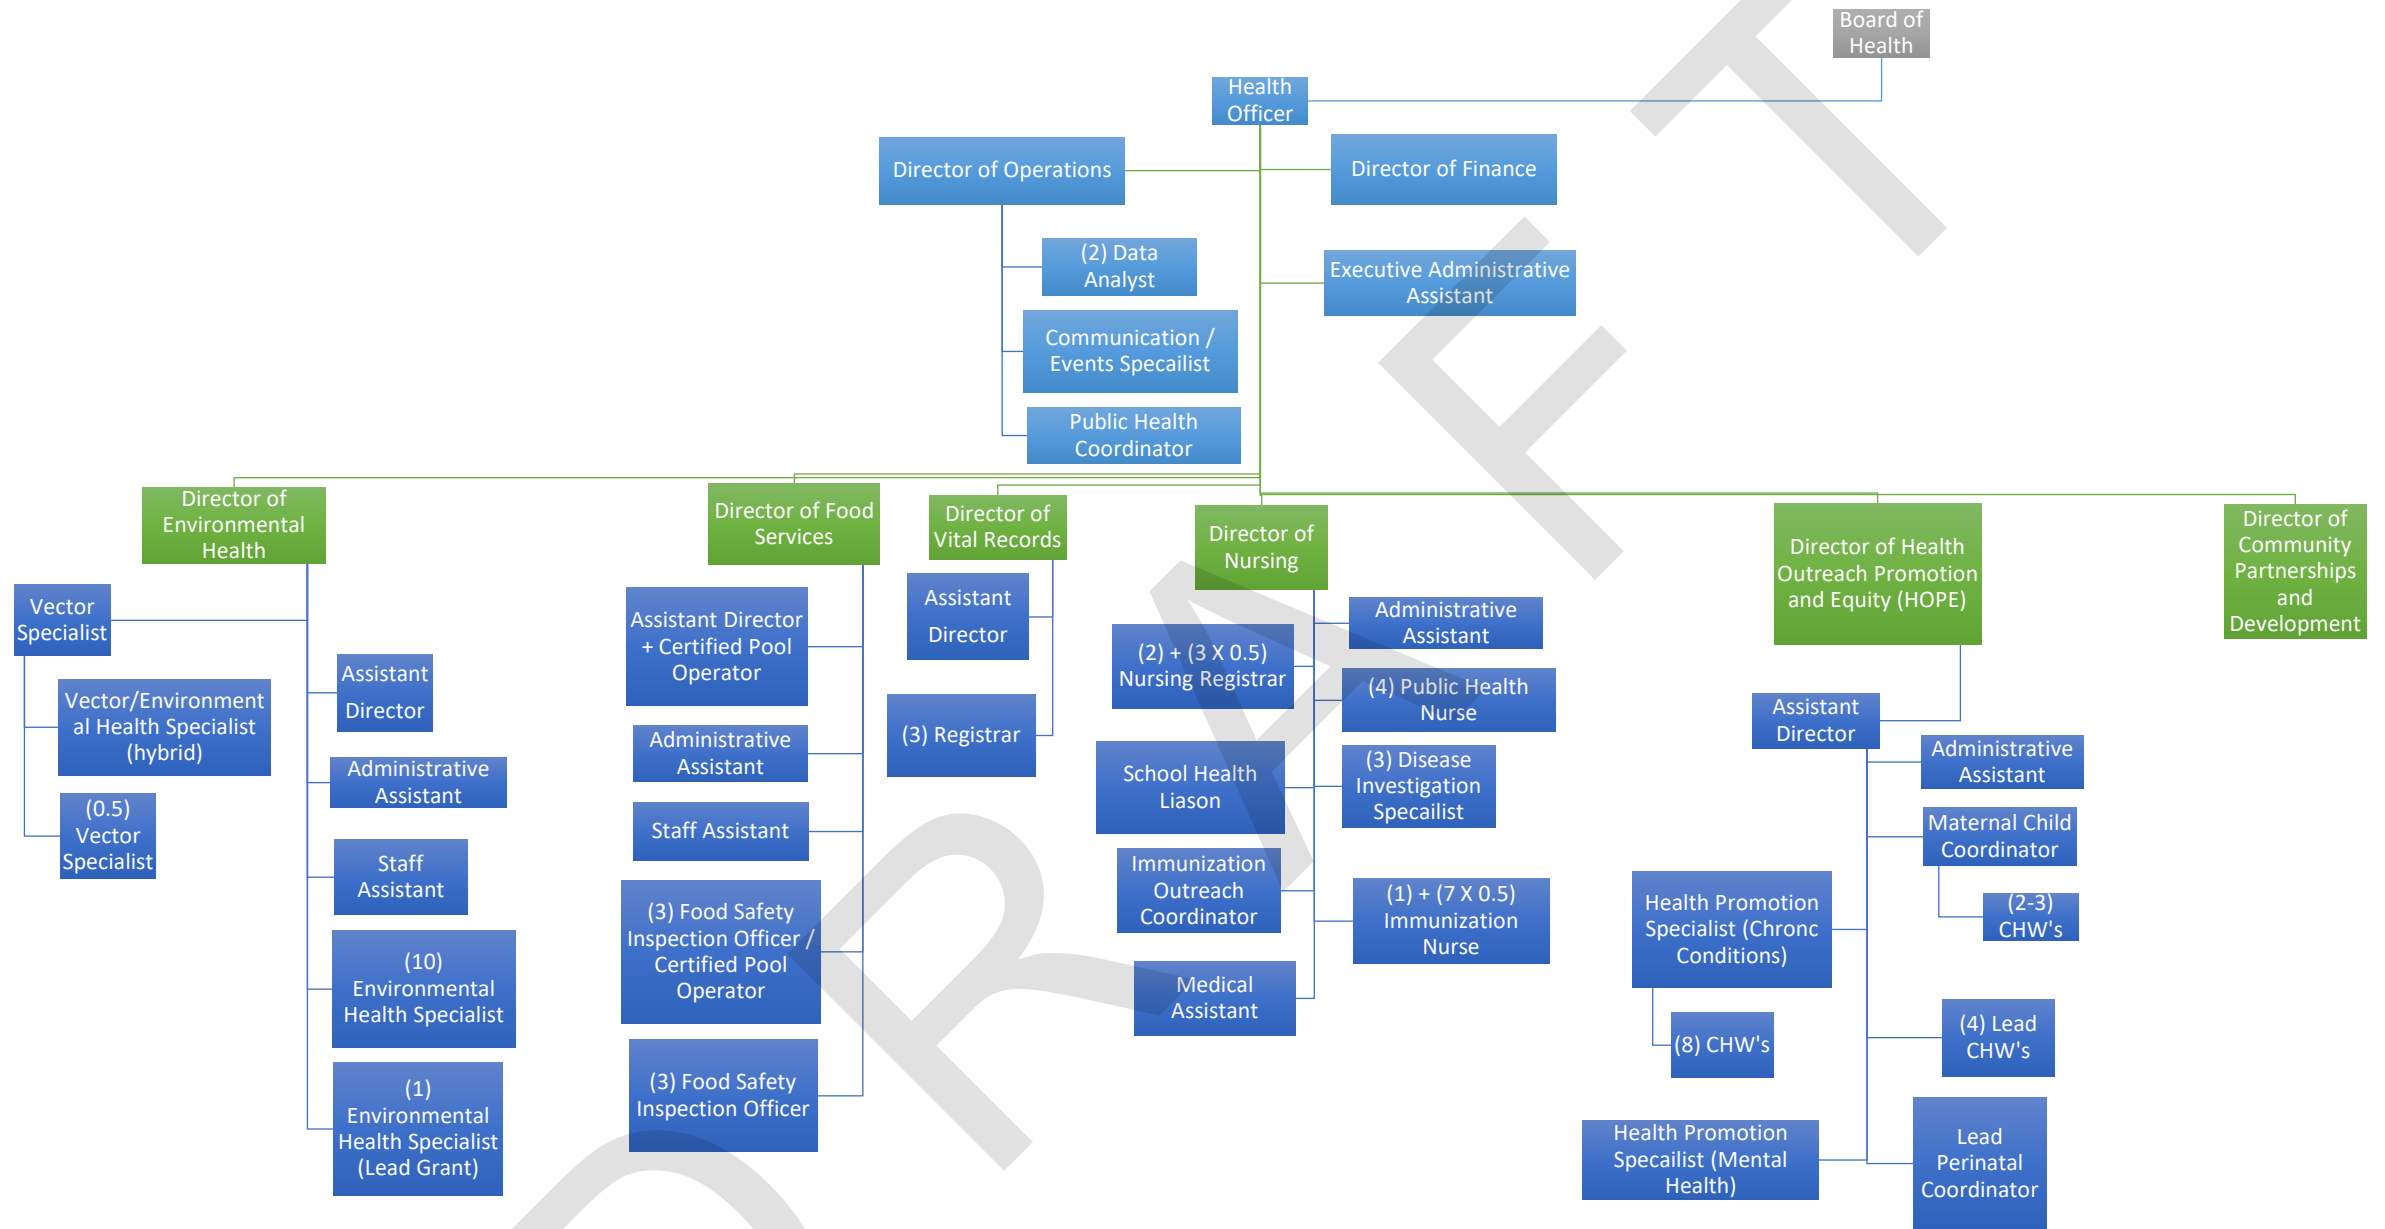 Board of
Health
Health
Officer
Director of Operations
Director of Finance
(2) Data
Analyst
Executive Administrative
Assistant
Communication /
Events Specailist
Public Health
Coordinator
Director of
Environmental
Health
Vector
Specialist
Vector/Environment
al Health Specialist
(hybrid)
(0.5)
Vector
Specialist
Assistant
Director
Administrative
Assistant
Staff
Assistant
(10)
Environmental
Health Specialist
(1)
Environmental
Health Specialist
(Lead Grant)
Director of Food
Services
Assistant Director
+ Certified Pool
Operator
Administrative
Assistant
Staff Assistant
(3) Food Safety
Inspection Officer /
Certified Pool
Operator
(3) Food Safety
Inspection Officer
Director of
Vital Records
Assistant
Director
(3) Registrar
Director of
Nursing
Administrative
Assistant
(2) + (3 X 0.5)
Nursing Registrar
(4) Public Health
Nurse
School Health
Liason
(3) Disease
Investigation
Specailist
Immunization
Outreach
Coordinator
(1) + (7 X 0.5)
Immunization
Nurse
Medical
Assistant
Director of Health
Outreach Promotion
and Equity (HOPE)
Assistant
Director
Administrative
Assistant
Maternal Child
Coordinator
(2-3)
CHW's
Health Promotion
Specialist (Chronc
Conditions)
(8) CHW's
(4) Lead
CHW's
Health Promotion
Specailist (Mental
Health)
Lead
Perinatal
Coordinator
Director of
Community
Partnerships
and
Development
DRAFT